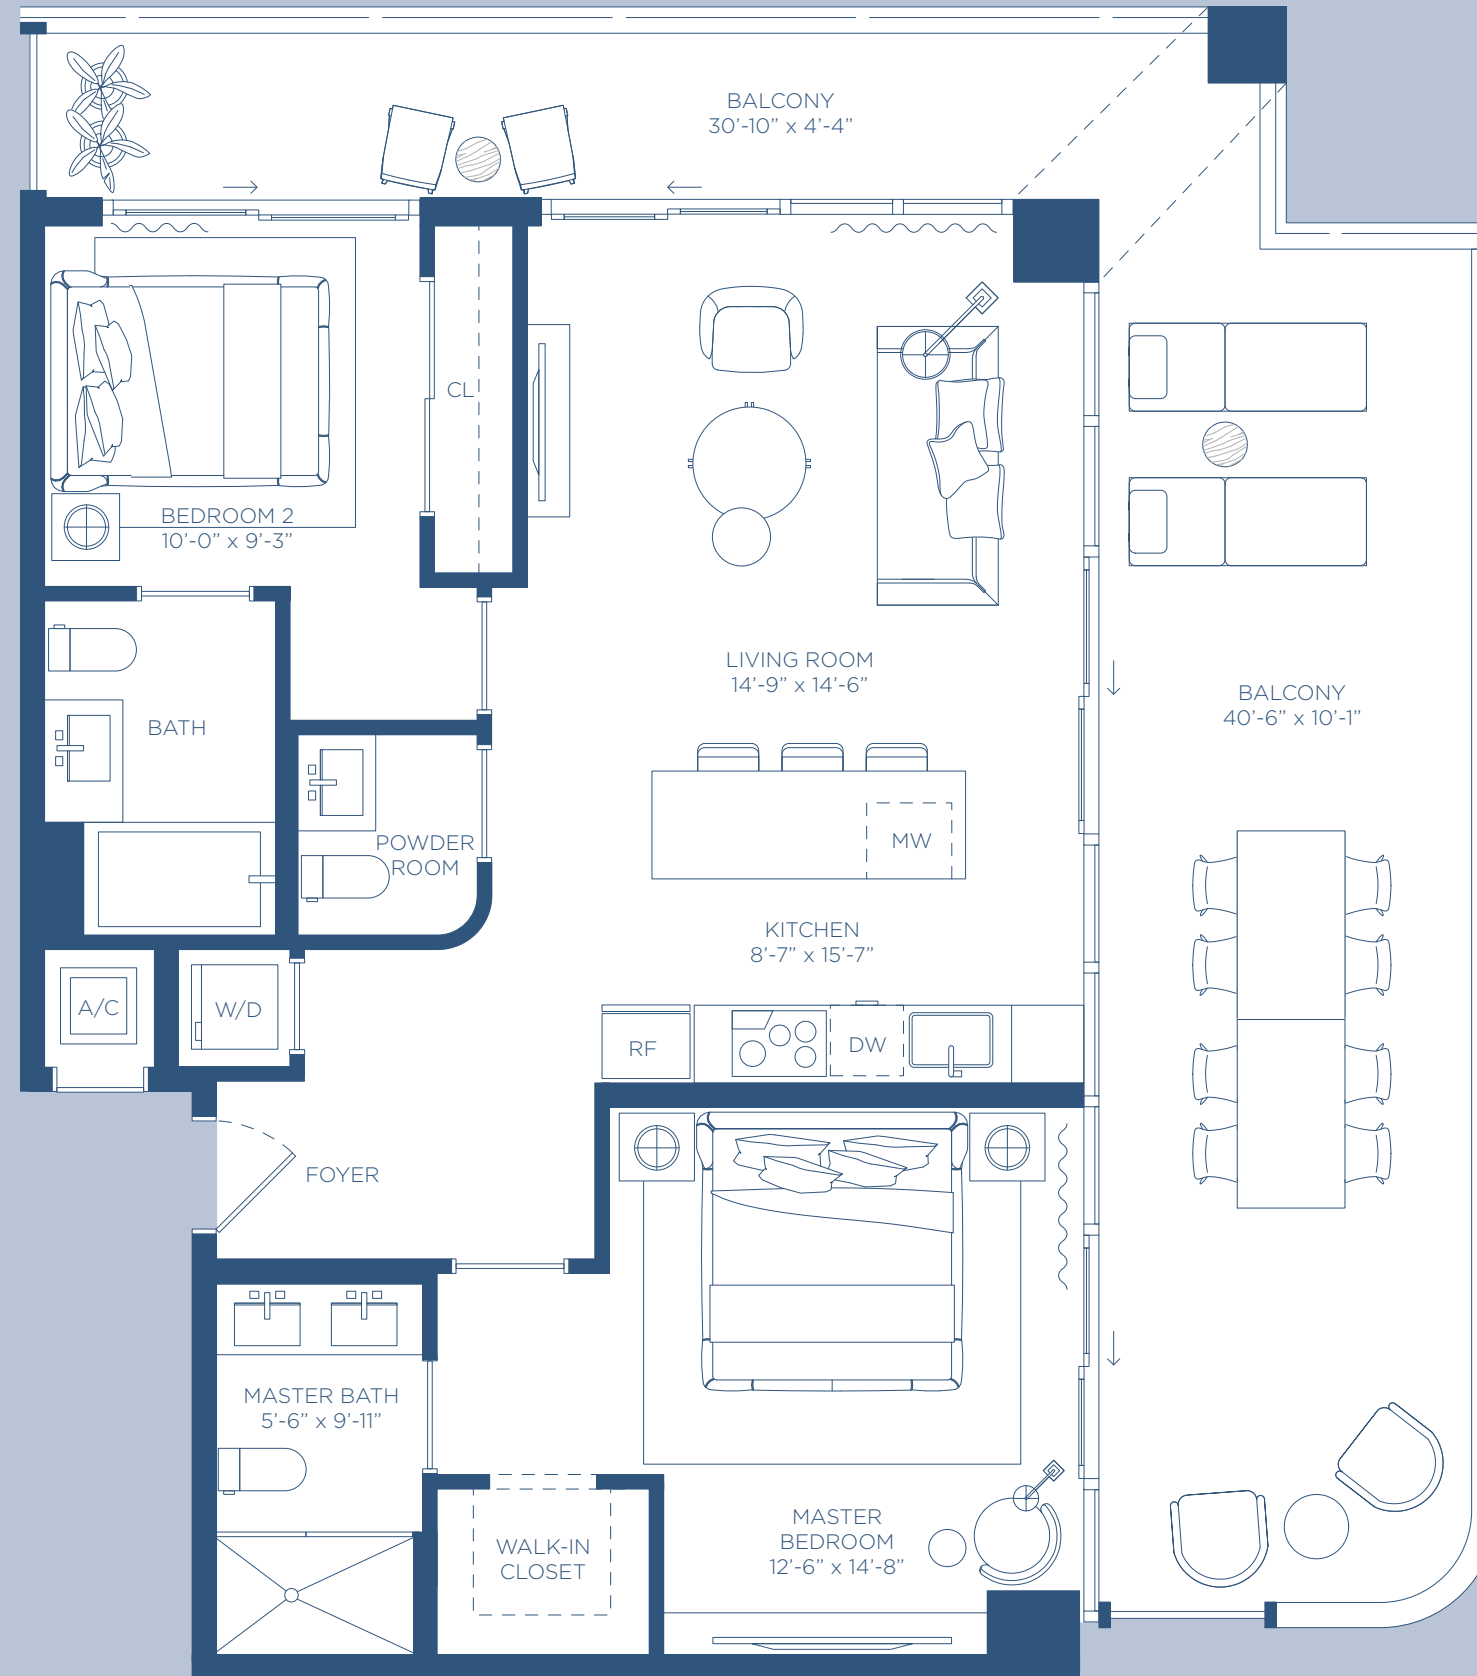 BALCONY
30'-10” x 4'-4”
CL
BEDROOM 2
10'-0” x 9'-3”
LIVING ROOM
14'-9” x 14'-6”
BALCONY
40'-6” x 10'-1”
BATH
POWDER
ROOM
MW
KITCHEN
8'-7” x 15'-7”
A/C
W/D
RF
DW
FOYER
MASTER BATH
5'-6” x 9'-11”
WALK-IN
CLOSET
MASTER
BEDROOM
12'-6” x 14'-8”